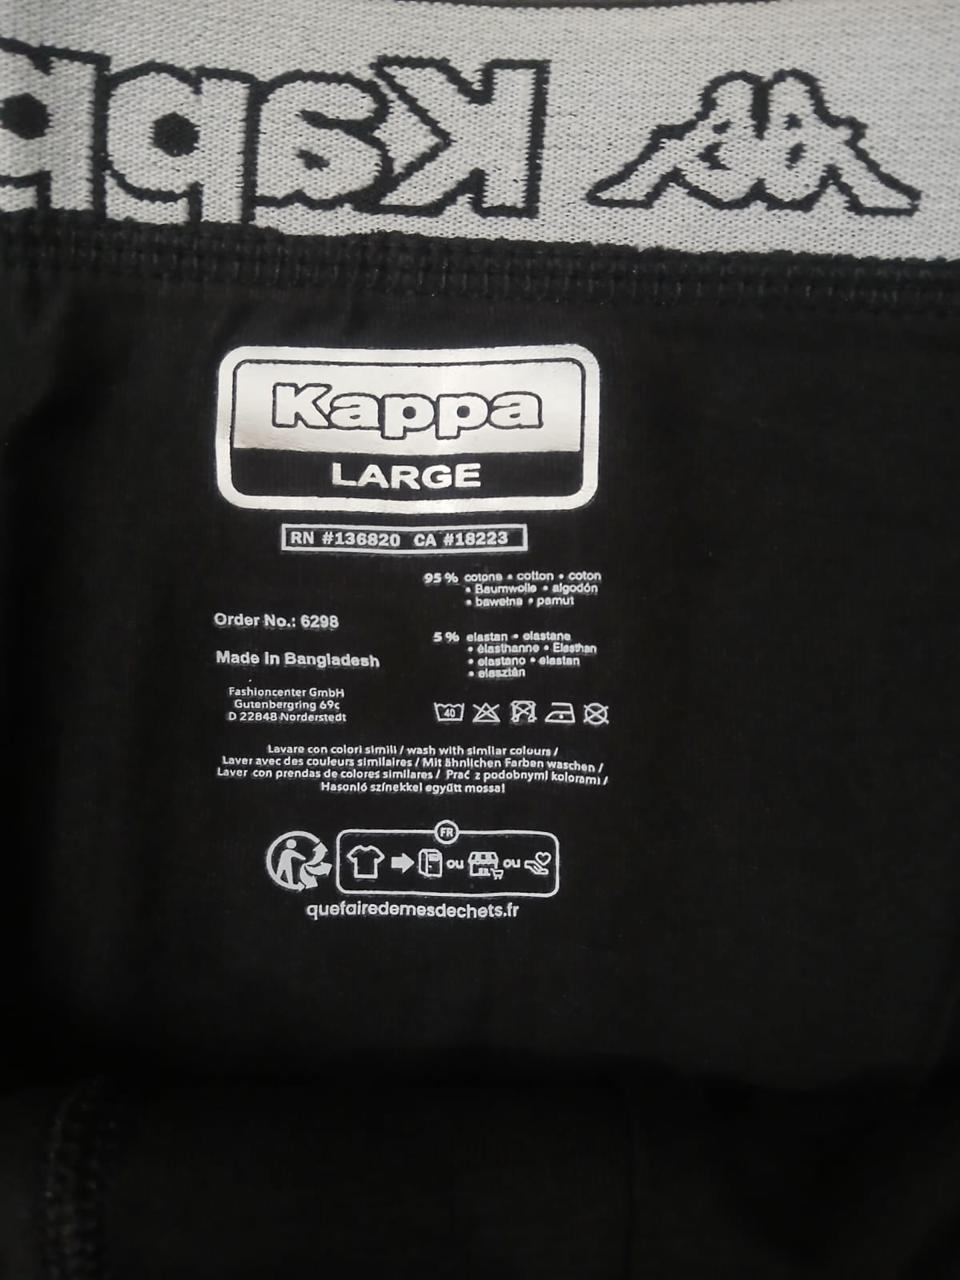 Kappa
Kappa
LARGE
RN #136820 CA #18223
95 % cotone • cotton • coton
• Baumwolle • algodón
• bawełna • pamut
Order No.: 6298
5 % elastan • elastane
• élasthanne • Elasthan
• elastano • elastan
• elasztán
Made in Bangladesh
Fashioncenter GmbH
Gutenbergring 69c
D 22848 Norderstedt
40
Lavare con colori simili / wash with similar colours /
Laver avec des couleurs similaires / Mit ähnlichen Farben waschen /
Laver con prendas de colores similares / Prać z podobnymi kolorami /
Hasonló színekkel együtt mossa!
FR
ou ou
quefairedemesdechets.fr